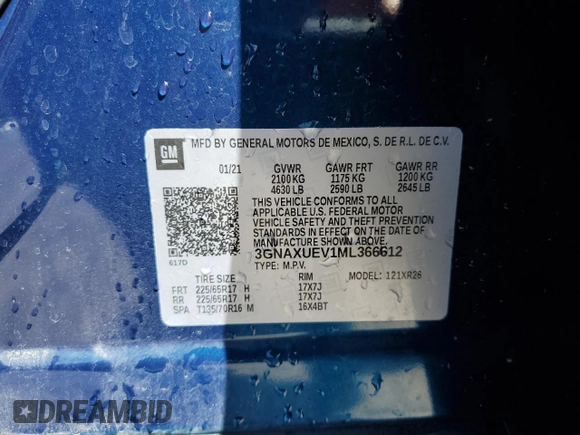 GM
MFD BY GENERAL MOTORS DE MEXICO, S. DE R.L. DE C.V.
01/21 GVWR GAWR FRT GAWR RR
2100 KG 1175 KG 1200 KG
4630 LB 2590 LB 2645 LB
THIS VEHICLE CONFORMS TO ALL
APPLICABLE U.S. FEDERAL MOTOR
VEHICLE SAFETY AND THEFT PREVENTION
STANDARDS IN EFFECT ON THE DATE OF
MANUFACTURE SHOWN ABOVE.
3GNAXUEV1ML366612
617D
TYPE: M.P.V. MODEL: 121XR26
TIRE SIZE RIM
FRT 225/65R17 H 17X7J
RR 225/65R17 H 17X7J
SPA T135/70R16 M 16X4BT
DREAMBID